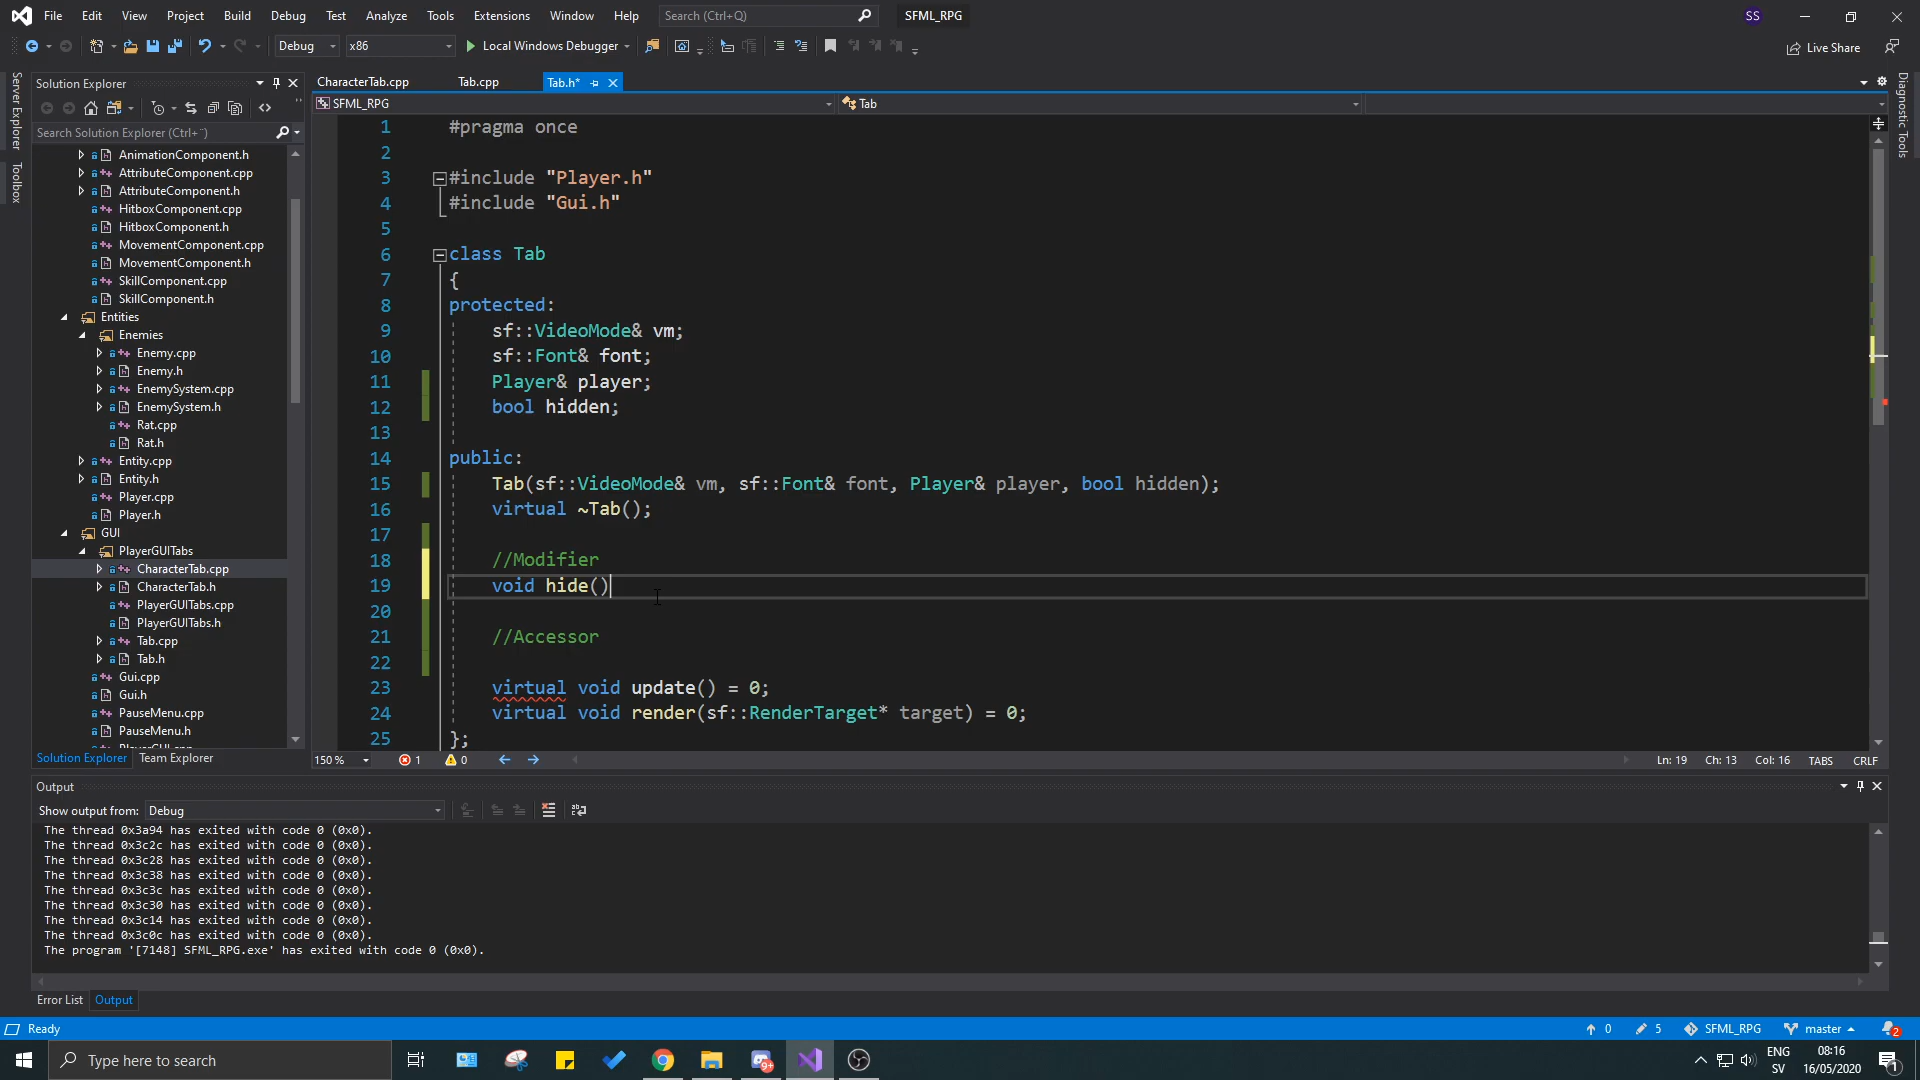 File Edit View Project Build Debug Test Analyze Tools Extensions Window Help Search (Ctrl+Q) SFML_RPG SS
Debug x86 Local Windows Debugger Live Share
Server Explorer
Toolbox
Solution Explorer
Search Solution Explorer (Ctrl+¨)
AnimationComponent.h
AttributeComponent.cpp
AttributeComponent.h
HitboxComponent.cpp
HitboxComponent.h
MovementComponent.cpp
MovementComponent.h
SkillComponent.cpp
SkillComponent.h
Entities
Enemies
Enemy.cpp
Enemy.h
EnemySystem.cpp
EnemySystem.h
Rat.cpp
Rat.h
Entity.cpp
Entity.h
Player.cpp
Player.h
GUI
PlayerGUITabs
CharacterTab.cpp
CharacterTab.h
PlayerGUITabs.cpp
PlayerGUITabs.h
Tab.cpp
Tab.h
Gui.cpp
Gui.h
PauseMenu.cpp
PauseMenu.h
Solution Explorer Team Explorer
CharacterTab.cpp Tab.cpp Tab.h*
SFML_RPG Tab
1 #pragma once
2
3 #include "Player.h"
4 #include "Gui.h"
5
6 class Tab
7 {
8 protected:
9 sf::VideoMode& vm;
10 sf::Font& font;
11 Player& player;
12 bool hidden;
13
14 public:
15 Tab(sf::VideoMode& vm, sf::Font& font, Player& player, bool hidden);
16 virtual ~Tab();
17
18 //Modifier
19 void hide()
20
21 //Accessor
22
23 virtual void update() = 0;
24 virtual void render(sf::RenderTarget* target) = 0;
25 };
150 % 1 0 Ln: 19 Ch: 13 Col: 16 TABS CRLF
Diagnostic Tools
Output
Show output from: Debug
The thread 0x3a94 has exited with code 0 (0x0).
The thread 0x3c2c has exited with code 0 (0x0).
The thread 0x3c28 has exited with code 0 (0x0).
The thread 0x3c38 has exited with code 0 (0x0).
The thread 0x3c3c has exited with code 0 (0x0).
The thread 0x3c30 has exited with code 0 (0x0).
The thread 0x3c14 has exited with code 0 (0x0).
The thread 0x3c0c has exited with code 0 (0x0).
The program '[7148] SFML_RPG.exe' has exited with code 0 (0x0).
Error List Output
Ready 0 5 SFML_RPG master 2
Type here to search 9+ ENG 08:16
SV 16/05/2020 1